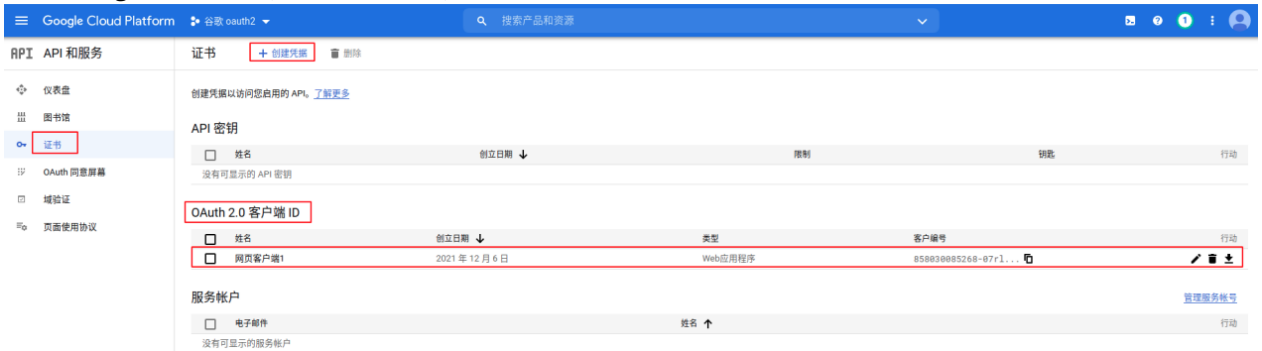 Google Cloud Platform 谷歌 oauth2 搜索产品和资源 1
API API 和服务 证书 创建凭据 删除
仪表盘 创建凭据以访问您启用的 API。了解更多
图书馆
API 密钥
证书
姓名 创立日期 限制 钥匙 行动
OAuth 同意屏幕 没有可显示的 API 密钥
域验证
OAuth 2.0 客户端 ID
页面使用协议
姓名 创立日期 类型 客户编号 行动
网页客户端1 2021 年 12 月 6 日 Web应用程序 858030085268-07rl...
服务帐户 管理服务帐号
电子邮件 姓名 行动
没有可显示的服务帐户